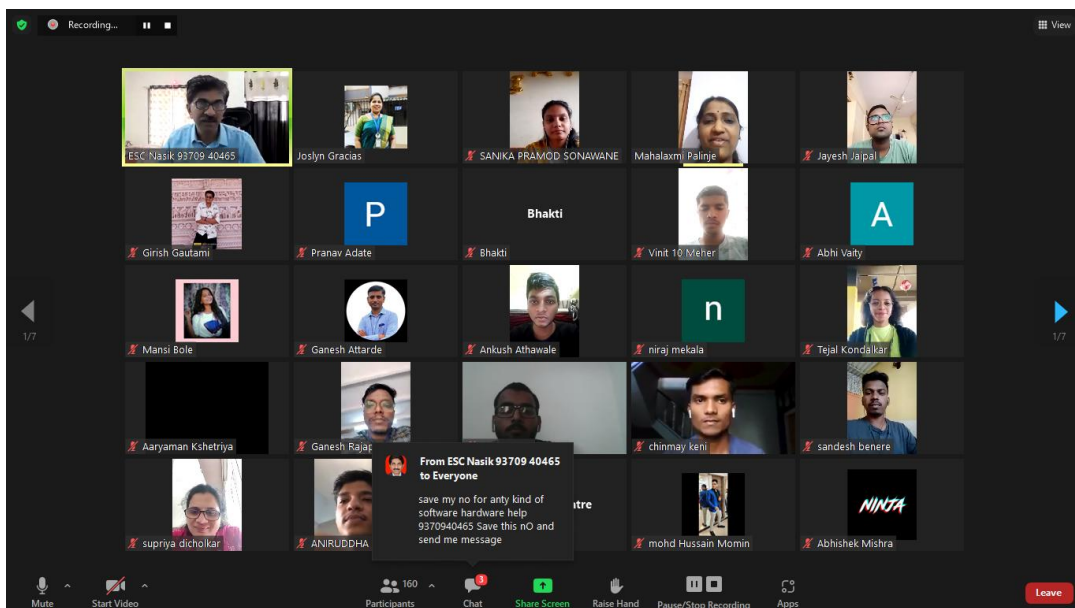 Recording...
View
ESC Nasik 93709 40465
Joslyn Gracias
SANIKA PRAMOD SONAWANE
Mahalaxmi Palinje
Jayesh Jaipal
Girish Gautami
P
Pranav Adate
Bhakti
Bhakti
Vinit 10 Meher
A
Abhi Vaity
1/7
1/7
Mansi Bole
Ganesh Attarde
Ankush Athawale
n
niraj mekala
Tejal Kondalkar
Aaryaman Kshetriya
Ganesh Rajap
chinmay keni
sandesh benere
From ESC Nasik 93709 40465
to Everyone
save my no for anty kind of
software hardware help
9370940465 Save this nO and
send me message
supriya dicholkar
ANIRUDDHA
ntre
mohd Hussain Momin
NINJA
Abhishek Mishra
Mute
Start Video
160
Participants
3
Chat
Share Screen
Raise Hand
Pause/Stop Recording
Apps
Leave